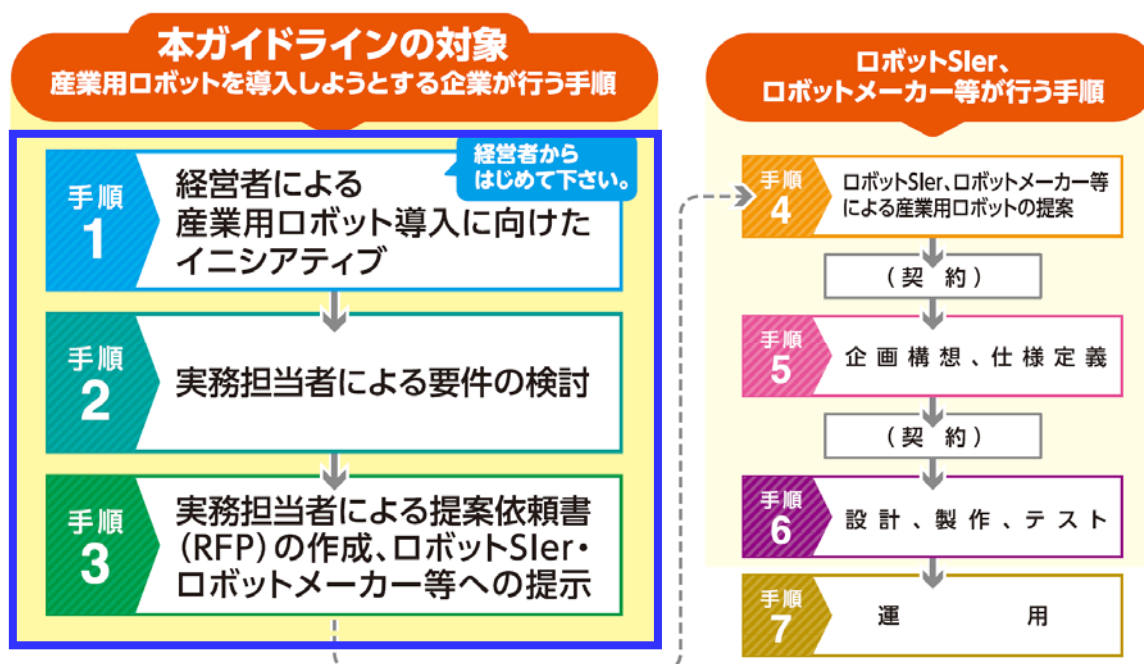 本ガイドラインの対象
産業用ロボットを導入しようとする企業が行う手順
手順
1
経営者による
産業用ロボット導入に向けた
イニシアティブ
経営者から
はじめて下さい。
手順
2
実務担当者による要件の検討
手順
3
実務担当者による提案依頼書
(RFP)の作成、ロボットSIer・
ロボットメーカー等への提示
ロボットSIer、
ロボットメーカー等が行う手順
手順
4
ロボットSIer、ロボットメーカー等
による産業用ロボットの提案
(契 約)
手順
5
企画構想、仕様定義
(契 約)
手順
6
設計、製作、テスト
手順
7
運 用